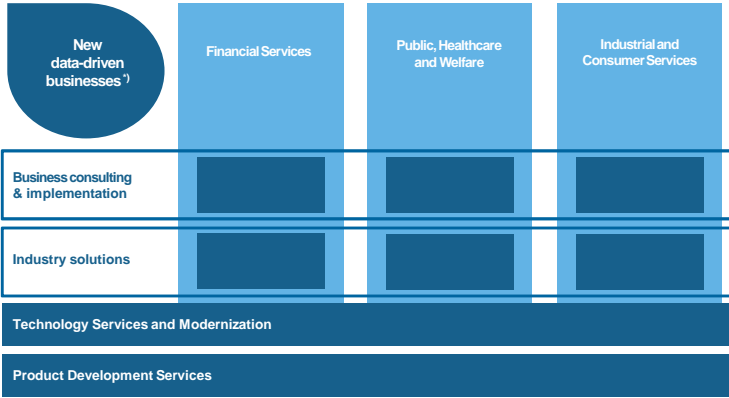 New
data-driven
businesses *)
Financial Services
Public, Healthcare
and Welfare
Industrial and
Consumer Services
Business consulting
& implementation
Industry solutions
Technology Services and Modernization
Product Development Services